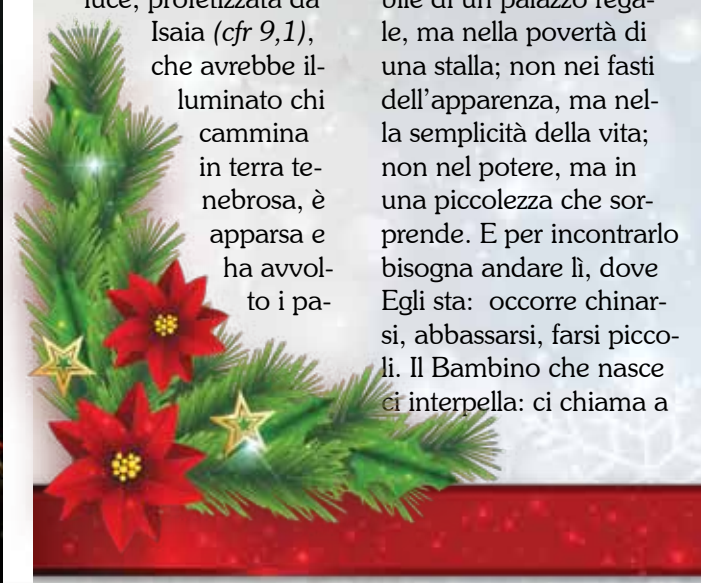 luce, profetizzata da
Isaia (cfr 9,1),
che avrebbe il-
luminato chi
cammina
in terra te-
nebrosa, è
apparsa e
ha avvol-
to i pa-
bile di un palazzo rega-
le, ma nella povertà di
una stalla; non nei fasti
dell'apparenza, ma nel-
la semplicità della vita;
non nel potere, ma in
una piccolezza che sor-
prende. E per incontrarlo
bisogna andare lì, dove
Egli sta: occorre chinar-
si, abbassarsi, farsi picco-
li. Il Bambino che nasce
ci interpella: ci chiama a